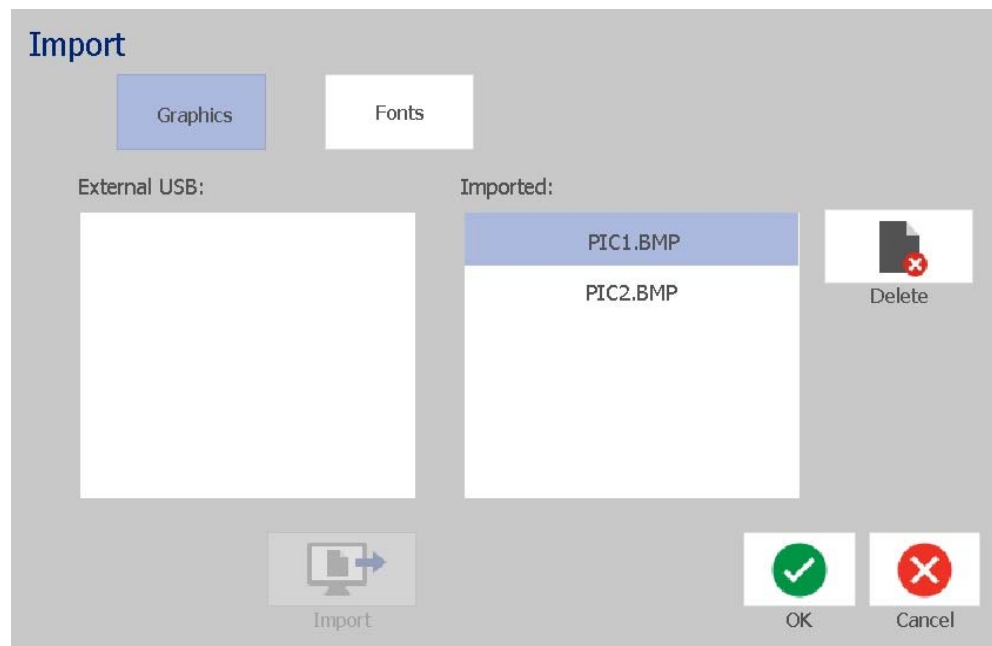 Import
Graphics
Fonts
External USB:
Imported:
PIC1.BMP
PIC2.BMP
Delete
Import
OK
Cancel